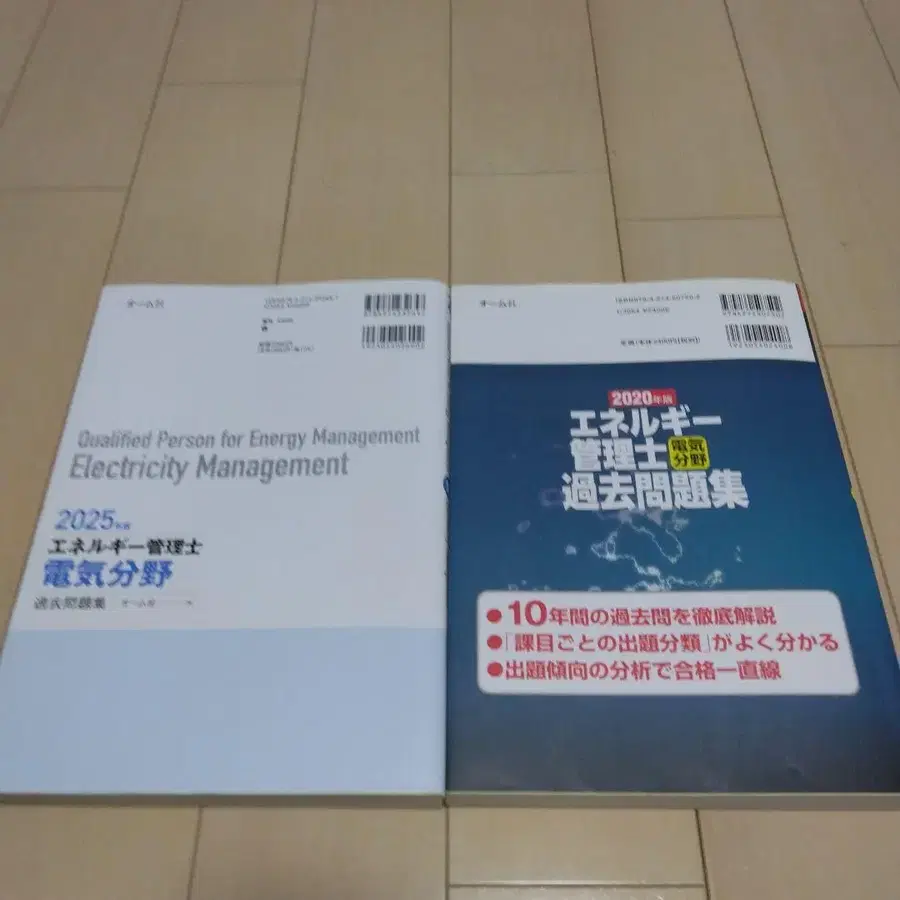 オーム社
Qualified Person for Energy Management
Electricity Management
2025年版
エネルギー管理士
電気分野
過去問題集
オーム社
オーム社
2020年版
エネルギー
管理士
電気
分野
過去問題集
●10年間の過去問を徹底解説
●「課目ごとの出題分類」がよく分かる
●出題傾向の分析で合格一直線